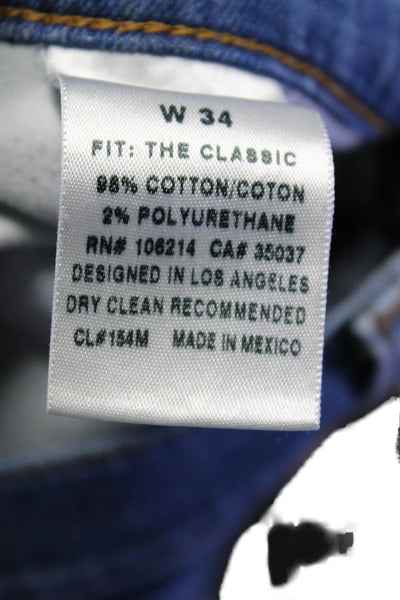 W 34
FIT: THE CLASSIC
98% COTTON/COTON
2% POLYURETHANE
RN# 106214 CA# 35037
DESIGNED IN LOS ANGELES
DRY CLEAN RECOMMENDED
CL#154M MADE IN MEXICO